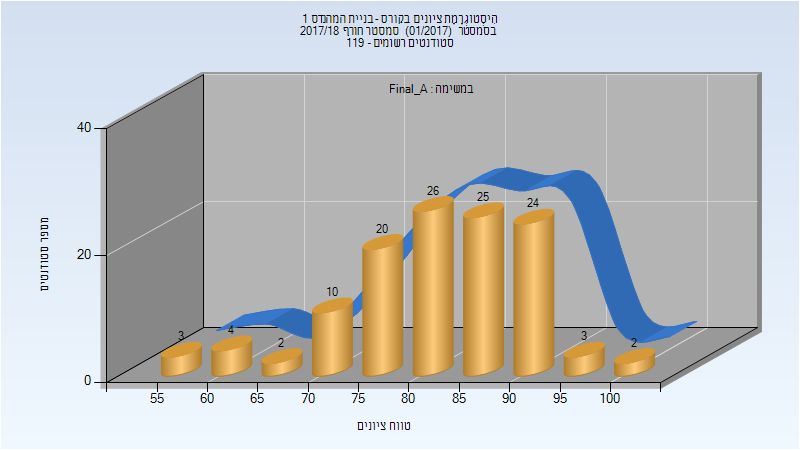 היסטוגרמת ציונים בקורס - בניית המהנדס 1
בסמסטר (01/2017) סמסטר חורף 2017/18
סטודנטים רשומים - 119
במשימה : Final_A
מספר סטודנטים
40
20
0
3
4
2
10
20
26
25
24
3
2
55 60 65 70 75 80 85 90 95 100
טווח ציונים